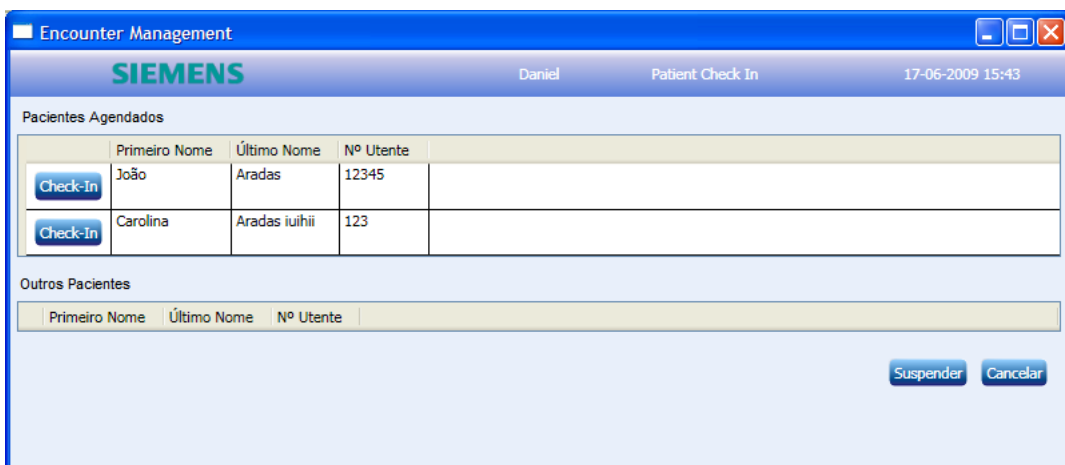 Encounter Management
SIEMENS Daniel Patient Check In 17-06-2009 15:43
Pacientes Agendados
Primeiro Nome Último Nome Nº Utente
Check-In João Aradas 12345
Check-In Carolina Aradas iuihii 123
Outros Pacientes
Primeiro Nome Último Nome Nº Utente
Suspender Cancelar